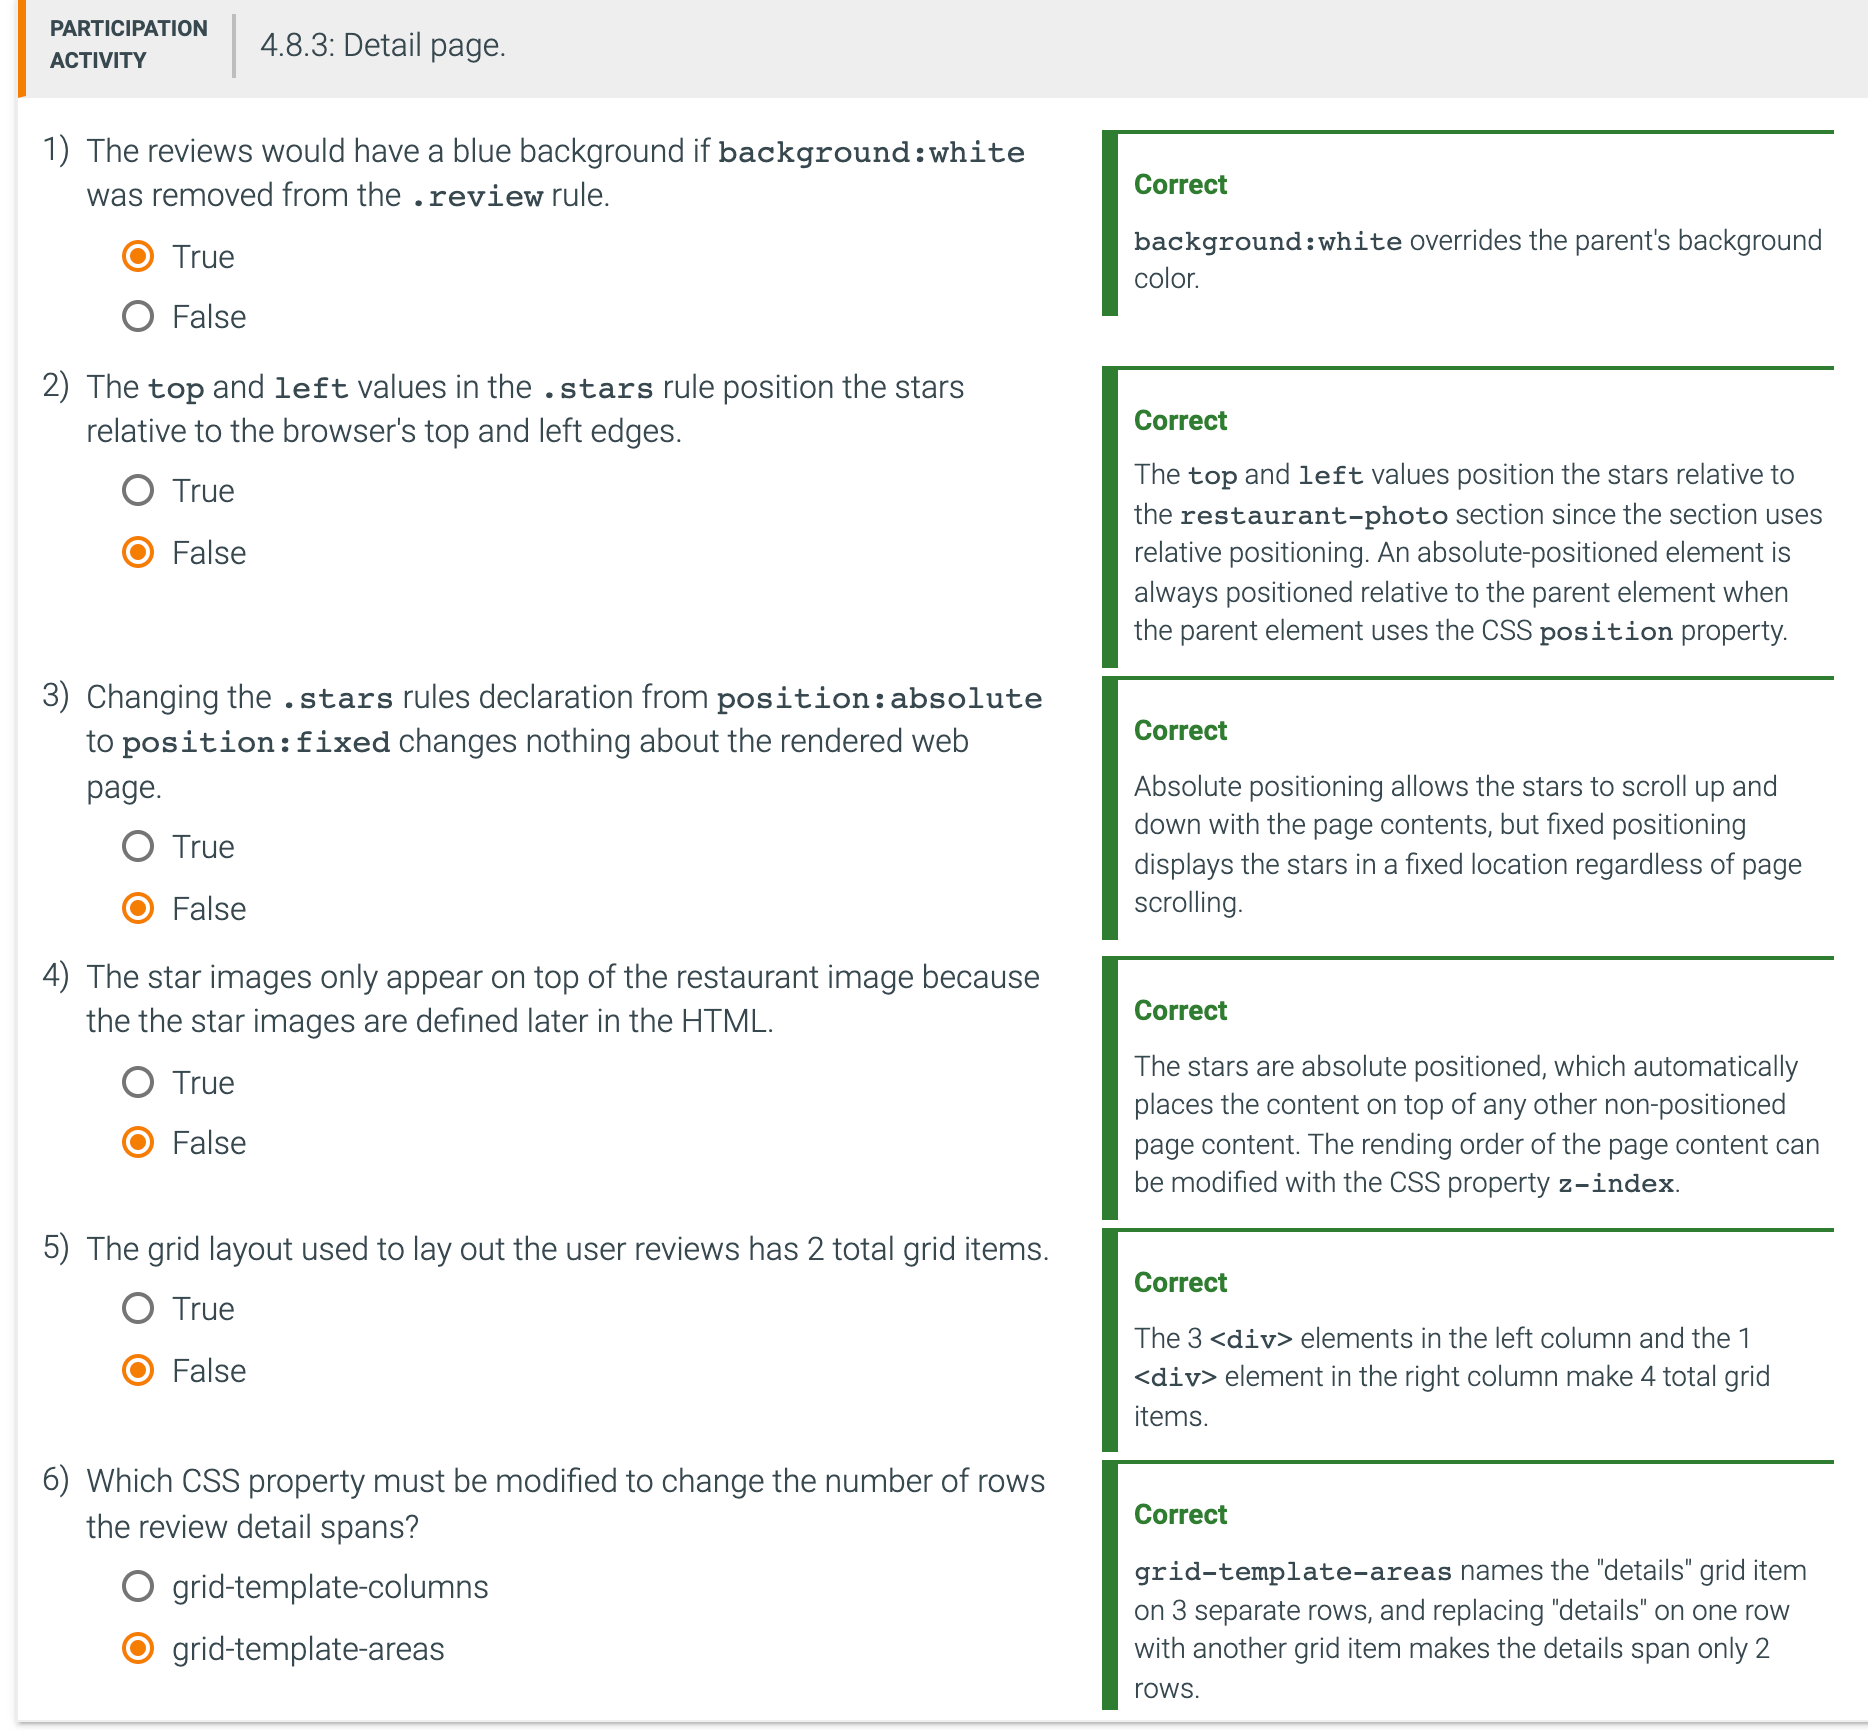 PARTICIPATION
ACTIVITY
4.8.3: Detail page.
1) The reviews would have a blue background if background:white
was removed from the .review rule.
True
False
Correct
background:white overrides the parent's background
color.
2) The top and left values in the .stars rule position the stars
relative to the browser's top and left edges.
True
False
Correct
The top and left values position the stars relative to
the restaurant-photo section since the section uses
relative positioning. An absolute-positioned element is
always positioned relative to the parent element when
the parent element uses the CSS position property.
3) Changing the .stars rules declaration from position:absolute
to position:fixed changes nothing about the rendered web
page.
True
False
Correct
Absolute positioning allows the stars to scroll up and
down with the page contents, but fixed positioning
displays the stars in a fixed location regardless of page
scrolling.
4) The star images only appear on top of the restaurant image because
the the star images are defined later in the HTML.
True
False
Correct
The stars are absolute positioned, which automatically
places the content on top of any other non-positioned
page content. The rending order of the page content can
be modified with the CSS property z-index.
5) The grid layout used to lay out the user reviews has 2 total grid items.
True
False
Correct
The 3 <div> elements in the left column and the 1
<div> element in the right column make 4 total grid
items.
6) Which CSS property must be modified to change the number of rows
the review detail spans?
grid-template-columns
grid-template-areas
Correct
grid-template-areas names the "details" grid item
on 3 separate rows, and replacing "details" on one row
with another grid item makes the details span only 2
rows.